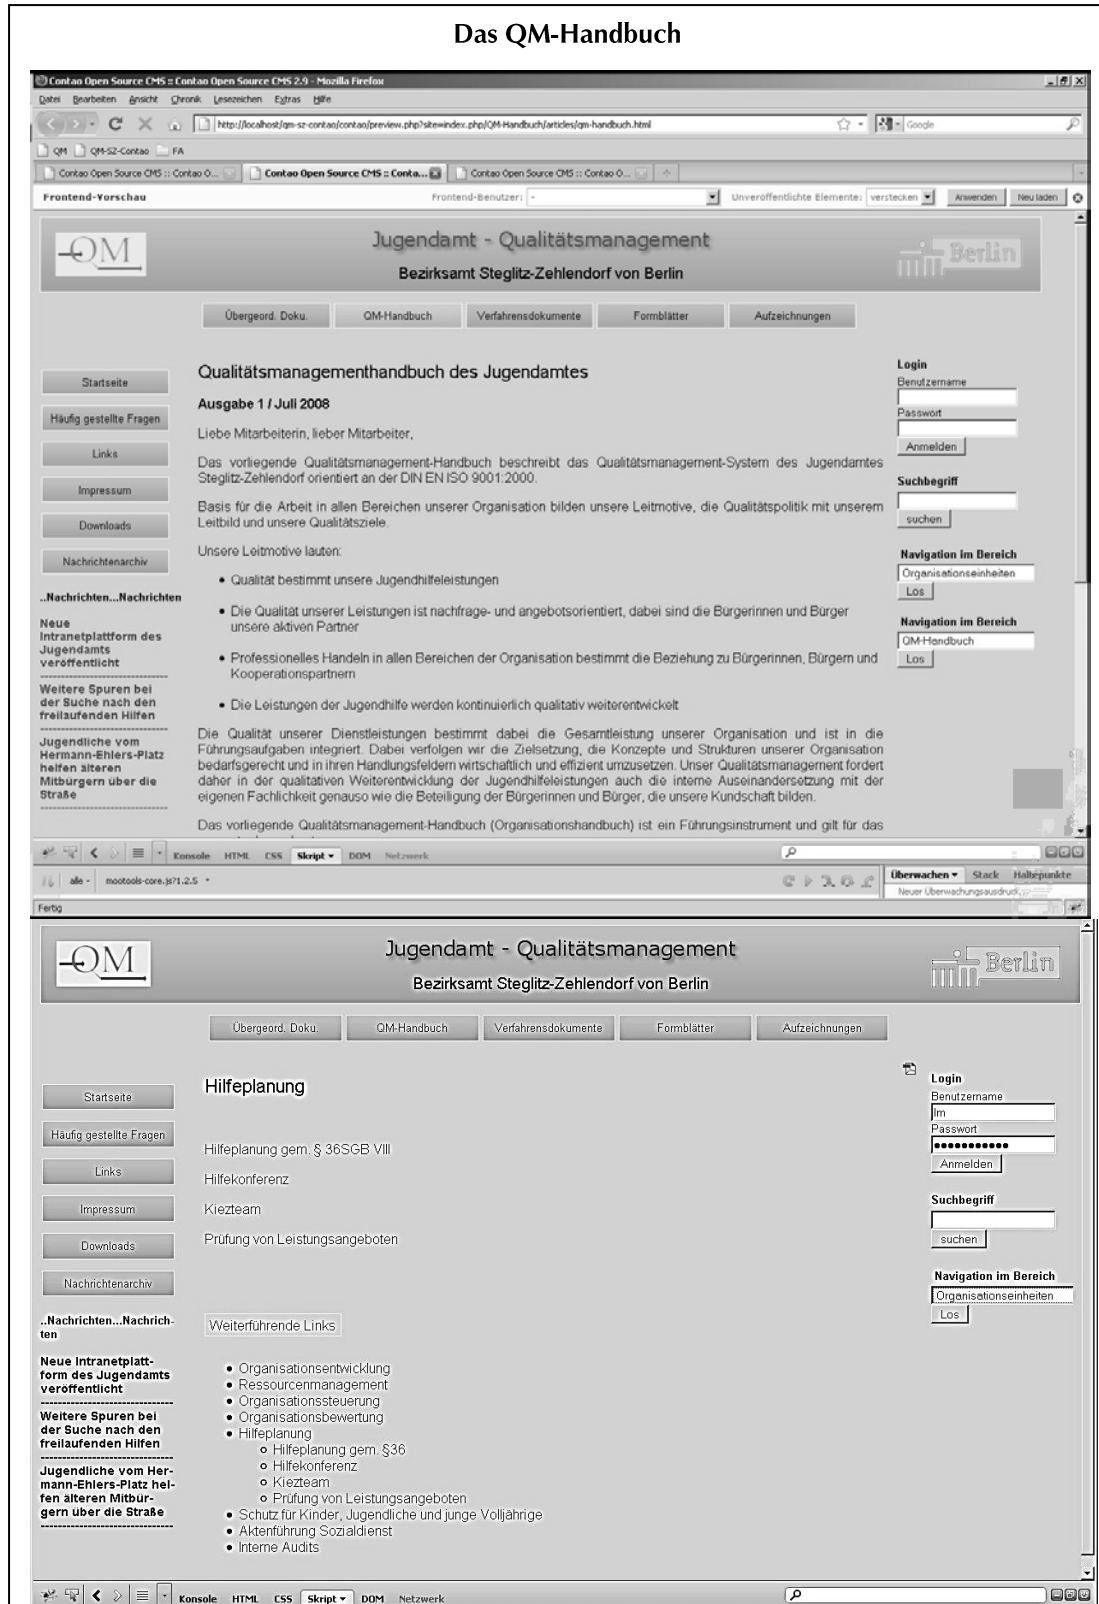 Das QM-Handbuch
Contao Open Source CMS :: Contao Open Source CMS 2.9 - Mozilla Firefox
Datei Bearbeiten Ansicht Chronik Lesezeichen Extras Hilfe
http://localhost/qm-sz-contao/contao/preview.php?site=index.php/QM-Handbuch/articles/qm-handbuch.html
Google
QM QM-SZ-Contao FA
Contao Open Source CMS :: Contao O... Contao Open Source CMS :: Conta... Contao Open Source CMS :: Contao O...
Frontend-Vorschau Frontend-Benutzer: - Unveröffentlichte Elemente: verstecken Anwenden Neu laden
QM
Jugendamt - Qualitätsmanagement
Bezirksamt Steglitz-Zehlendorf von Berlin
Berlin
Übergeord. Doku. QM-Handbuch Verfahrensdokumente Formblätter Aufzeichnungen
Startseite
Häufig gestellte Fragen
Links
Impressum
Downloads
Nachrichtenarchiv
..Nachrichten...Nachrichten
Neue
Intranetplattform des
Jugendamts
veröffentlicht
Weitere Spuren bei
der Suche nach den
freilaufenden Hilfen
Jugendliche vom
Hermann-Ehlers-Platz
helfen älteren
Mitbürgern über die
Straße
Qualitätsmanagementhandbuch des Jugendamtes
Ausgabe 1 / Juli 2008
Liebe Mitarbeiterin, lieber Mitarbeiter,
Das vorliegende Qualitätsmanagement-Handbuch beschreibt das Qualitätsmanagement-System des Jugendamtes
Steglitz-Zehlendorf orientiert an der DIN EN ISO 9001:2000.
Basis für die Arbeit in allen Bereichen unserer Organisation bilden unsere Leitmotive, die Qualitätspolitik mit unserem
Leitbild und unsere Qualitätsziele.
Unsere Leitmotive lauten:
• Qualität bestimmt unsere Jugendhilfeleistungen
• Die Qualität unserer Leistungen ist nachfrage- und angebotsorientiert, dabei sind die Bürgerinnen und Bürger
unsere aktiven Partner
• Professionelles Handeln in allen Bereichen der Organisation bestimmt die Beziehung zu Bürgerinnen, Bürgern und
Kooperationspartnern
• Die Leistungen der Jugendhilfe werden kontinuierlich qualitativ weiterentwickelt
Die Qualität unserer Dienstleistungen bestimmt dabei die Gesamtleistung unserer Organisation und ist in die
Führungsaufgaben integriert. Dabei verfolgen wir die Zielsetzung, die Konzepte und Strukturen unserer Organisation
bedarfsgerecht und in ihren Handlungsfeldern wirtschaftlich und effizient umzusetzen. Unser Qualitätsmanagement fordert
daher in der qualitativen Weiterentwicklung der Jugendhilfeleistungen auch die interne Auseinandersetzung mit der
eigenen Fachlichkeit genauso wie die Beteiligung der Bürgerinnen und Bürger, die unsere Kundschaft bilden.
Das vorliegende Qualitätsmanagement-Handbuch (Organisationshandbuch) ist ein Führungsinstrument und gilt für das
Login
Benutzername
Passwort
Anmelden
Suchbegriff
suchen
Navigation im Bereich
Organisationseinheiten
Los
Navigation im Bereich
QM-Handbuch
Los
Konsole HTML CSS Skript DOM Netzwerk
alle mootools-core.js?1.2.5
Überwachen Stack Haltepunkte
Neuer Überwachungsausdruck...
Fertig
QM
Jugendamt - Qualitätsmanagement
Bezirksamt Steglitz-Zehlendorf von Berlin
Berlin
Übergeord. Doku. QM-Handbuch Verfahrensdokumente Formblätter Aufzeichnungen
Startseite
Häufig gestellte Fragen
Links
Impressum
Downloads
Nachrichtenarchiv
..Nachrichten...Nachrich-
ten
Neue Intranetplatt-
form des Jugendamts
veröffentlicht
Weitere Spuren bei
der Suche nach den
freilaufenden Hilfen
Jugendliche vom Her-
mann-Ehlers-Platz hel-
fen älteren Mitbür-
gern über die Straße
Hilfeplanung
Hilfeplanung gem. § 36SGB VIII
Hilfekonferenz
Kiezteam
Prüfung von Leistungsangeboten
Weiterführende Links
• Organisationsentwicklung
• Ressourcenmanagement
• Organisationssteuerung
• Organisationsbewertung
• Hilfeplanung
o Hilfeplanung gem. §36
o Hilfekonferenz
o Kiezteam
o Prüfung von Leistungsangeboten
• Schutz für Kinder, Jugendliche und junge Volljährige
• Aktenführung Sozialdienst
• Interne Audits
Login
Benutzername
Passwort
•••••••••••
Anmelden
Suchbegriff
suchen
Navigation im Bereich
Organisationseinheiten
Los
Konsole HTML CSS Skript DOM Netzwerk